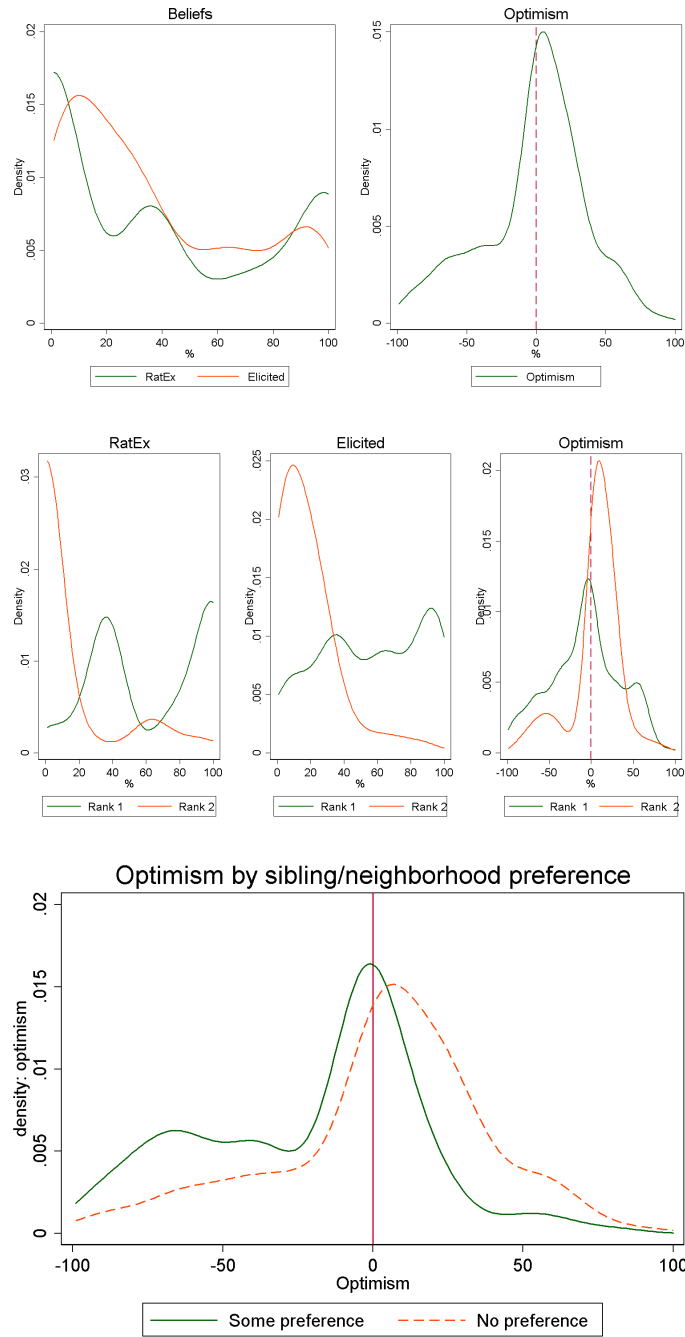 Beliefs
Density
0 .005 .01 .015 .02
0 20 40 60 80 100
%
RatEx Elicited
Optimism
Density
0 .005 .01 .015
-100 -50 0 50 100
%
Optimism
RatEx
Density
0 .01 .02 .03
0 20 40 60 80 100
%
Rank 1 Rank 2
Elicited
Density
0 .005 .01 .015 .02 .025
0 20 40 60 80 100
%
Rank 1 Rank 2
Optimism
Density
0 .005 .01 .015 .02
-100 -50 0 50 100
%
Rank 1 Rank 2
Optimism by sibling/neighborhood preference
density: optimism
0 .005 .01 .015 .02
-100 -50 0 50 100
Optimism
Some preference No preference